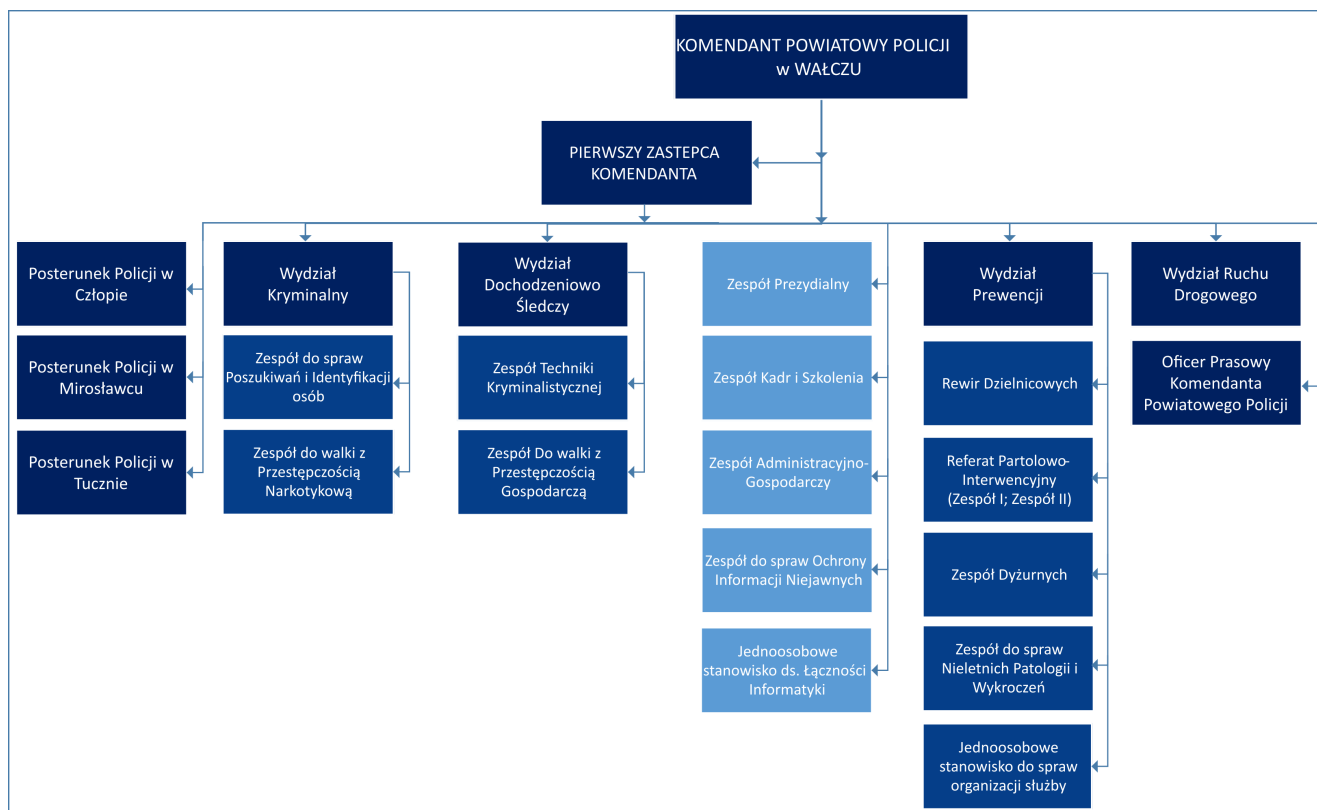 KOMENDANT POWIATOWY POLICJI
w WAŁCZU
PIERWSZY ZASTEPCA
KOMENDANTA
Posterunek Policji w
Człopie
Posterunek Policji w
Mirosławcu
Posterunek Policji w
Tucznie
Wydział
Kryminalny
Zespół do spraw
Poszukiwań i Identyfikacji
osób
Zespół do walki z
Przestępczością
Narkotykową
Wydział
Dochodzeniowo
Śledczy
Zespół Techniki
Kryminalistycznej
Zespół Do walki z
Przestępczością
Gospodarczą
Zespół Prezydialny
Zespół Kadr i Szkolenia
Zespół Administracyjno-
Gospodarczy
Zespół do spraw Ochrony
Informacji Niejawnych
Jednoosobowe
stanowisko ds. Łączności
i Informatyki
Wydział
Prewencji
Rewir Dzielnicowych
Referat Partolowo-
Interwencyjny
(Zespół I; Zespół II)
Zespół Dyżurnych
Zespół do spraw
Nieletnich Patologii i
Wykroczeń
Jednoosobowe
stanowisko do spraw
organizacji służby
Wydział Ruchu
Drogowego
Oficer Prasowy
Komendanta
Powiatowego Policji